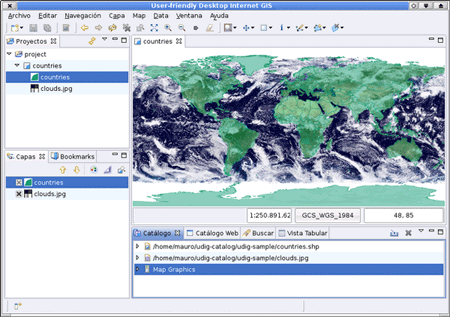 User-friendly Desktop Internet GIS
Archivo Editar Navegación Capa Map Data Ventana Ayuda
Proyectos
project
countries
countries
clouds.jpg
countries
1:250.891.62
GCS_WGS_1984
48, 85
Capas Bookmarks
countries
clouds.jpg
Catálogo Catálogo Web Buscar Vista Tabular
/home/mauro/udig-catalog/udig-sample/countries.shp
/home/mauro/udig-catalog/udig-sample/clouds.jpg
Map Graphics